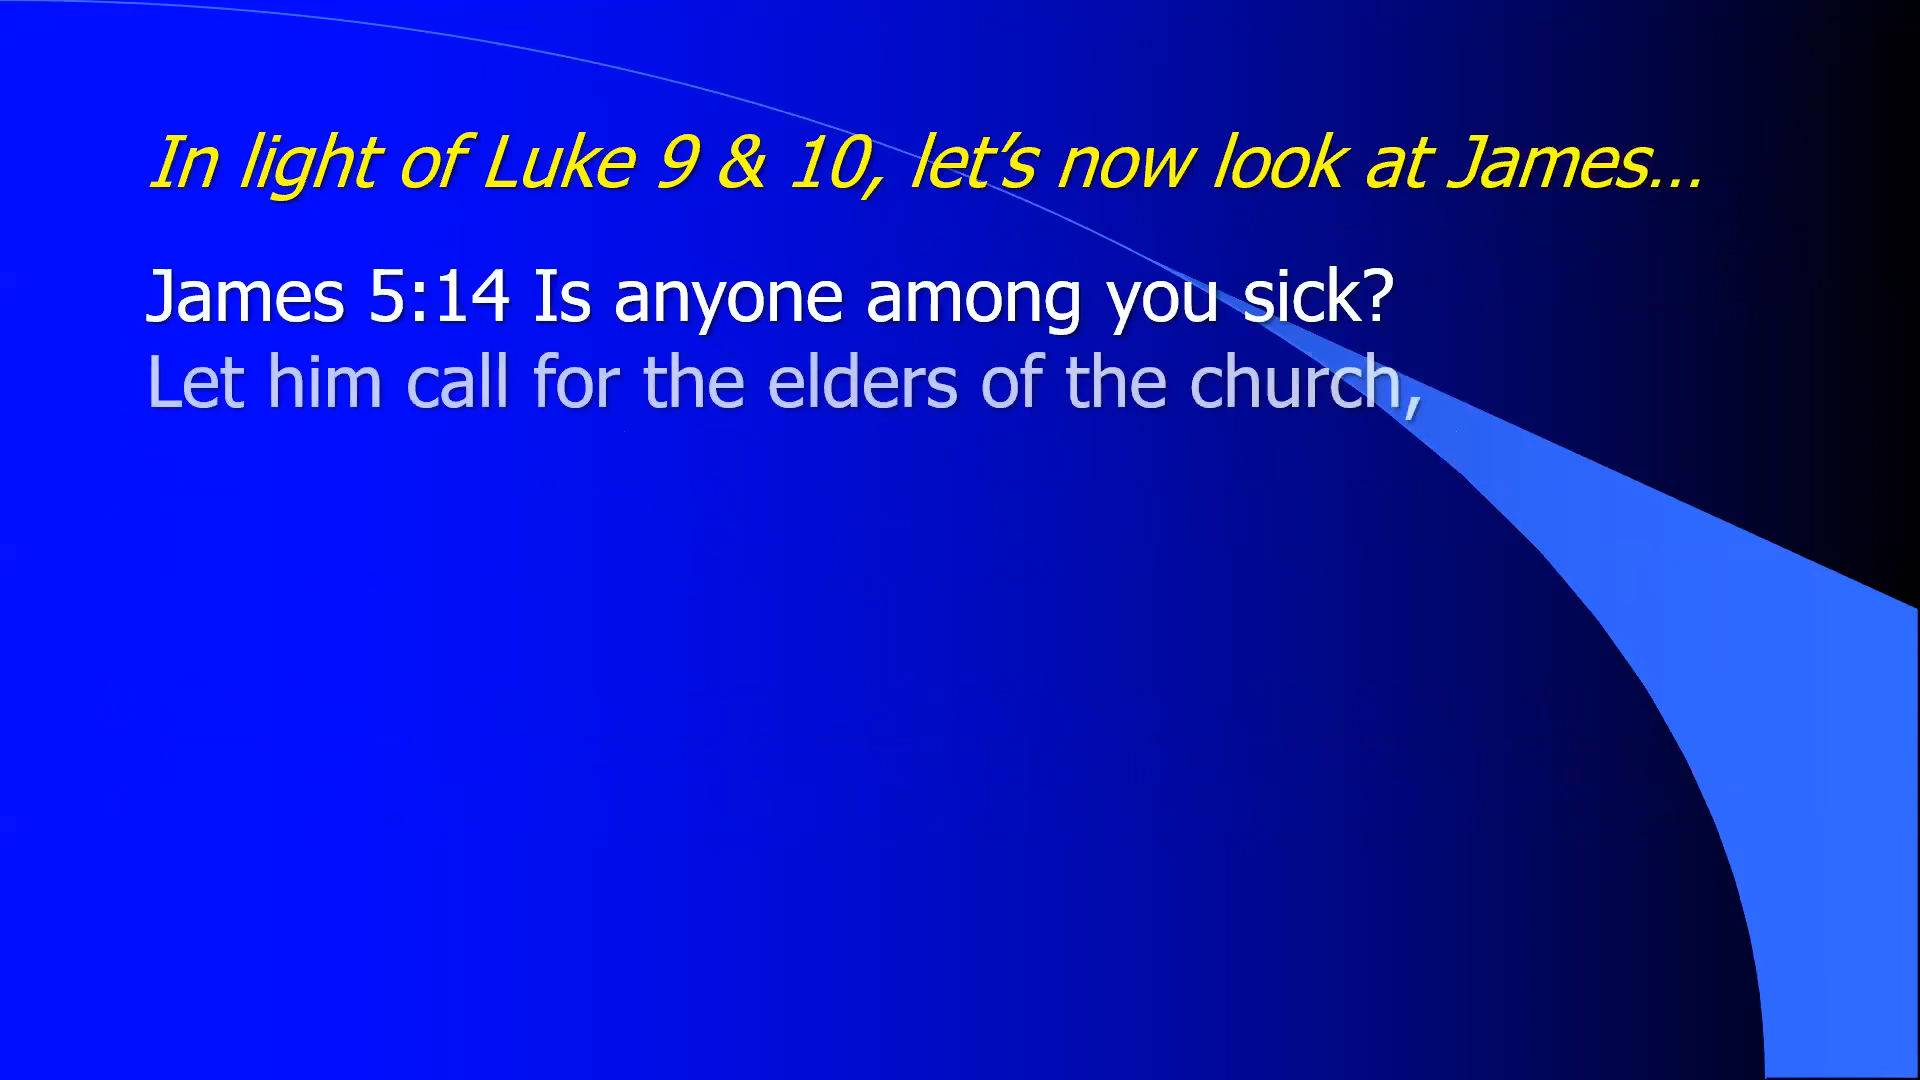 In light of Luke 9 & 10, let’s now look at James…
James 5:14 Is anyone among you sick?
Let him call for the elders of the church,